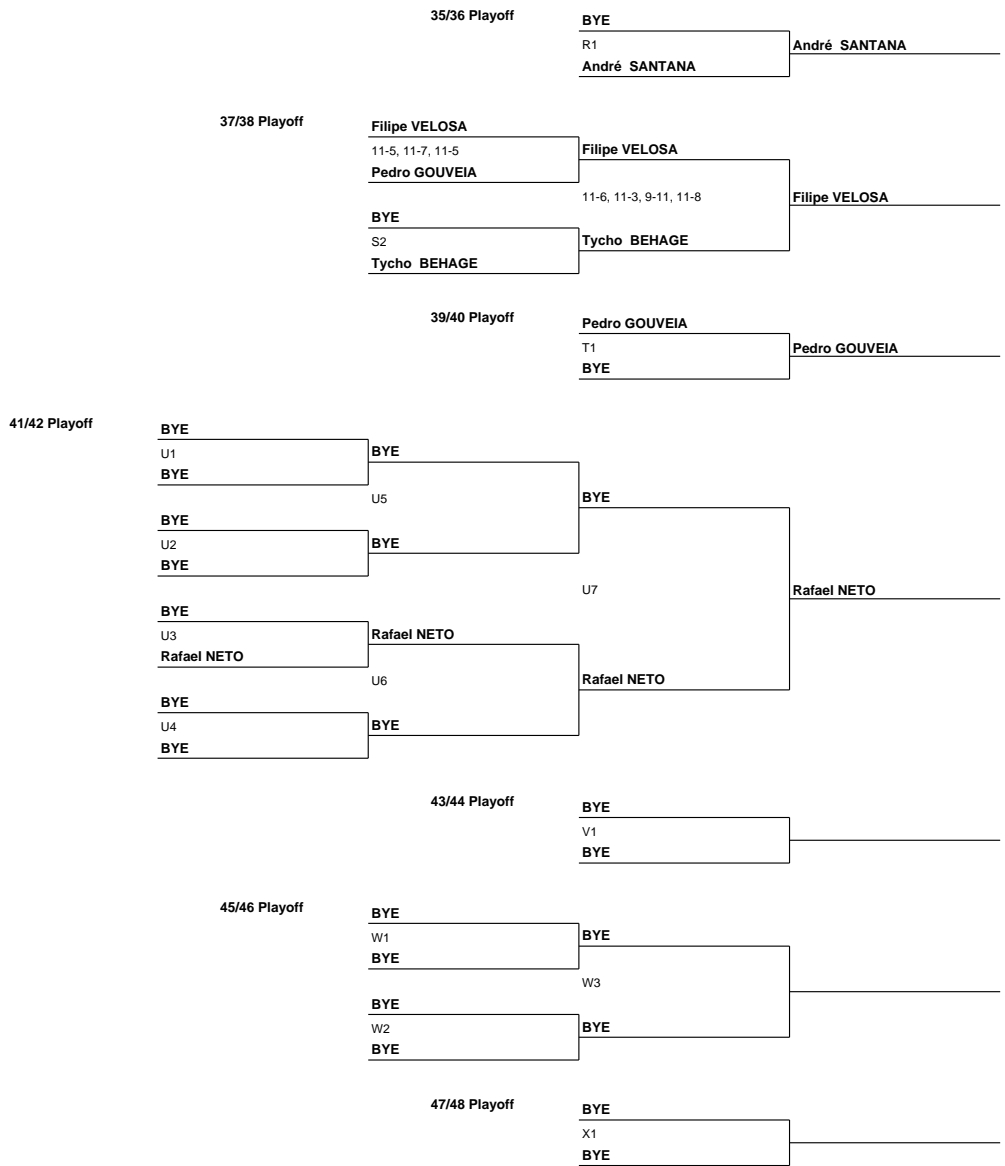 35/36 Playoff
BYE
R1
André SANTANA
André SANTANA
37/38 Playoff
Filipe VELOSA
11-5, 11-7, 11-5
Filipe VELOSA
Pedro GOUVEIA
11-6, 11-3, 9-11, 11-8
Filipe VELOSA
BYE
S2
Tycho BEHAGE
Tycho BEHAGE
39/40 Playoff
Pedro GOUVEIA
T1
Pedro GOUVEIA
BYE
41/42 Playoff
BYE
U1
BYE
BYE
U5
BYE
BYE
U2
BYE
BYE
U7
Rafael NETO
BYE
U3
Rafael NETO
Rafael NETO
U6
Rafael NETO
BYE
U4
BYE
BYE
43/44 Playoff
BYE
V1
BYE
45/46 Playoff
BYE
W1
BYE
BYE
W3
BYE
W2
BYE
BYE
47/48 Playoff
BYE
X1
BYE